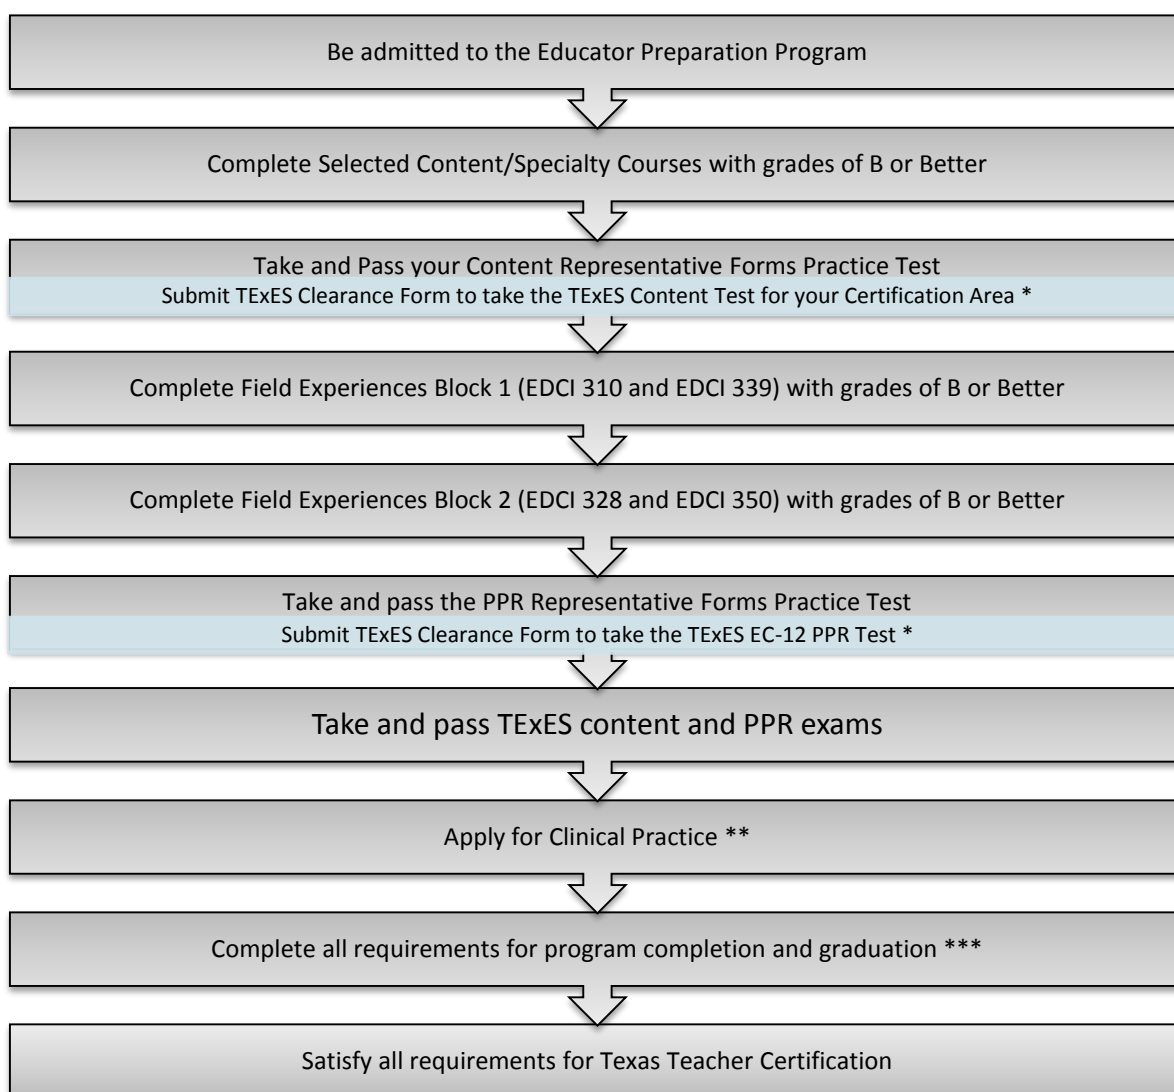 Be admitted to the Educator Preparation Program
Complete Selected Content/Specialty Courses with grades of B or Better
Take and Pass your Content Representative Forms Practice Test
Submit TExES Clearance Form to take the TExES Content Test for your Certification Area *
Complete Field Experiences Block 1 (EDCI 310 and EDCI 339) with grades of B or Better
Complete Field Experiences Block 2 (EDCI 328 and EDCI 350) with grades of B or Better
Take and pass the PPR Representative Forms Practice Test
Submit TExES Clearance Form to take the TExES EC-12 PPR Test *
Take and pass TExES content and PPR exams
Apply for Clinical Practice **
Complete all requirements for program completion and graduation ***
Satisfy all requirements for Texas Teacher Certification